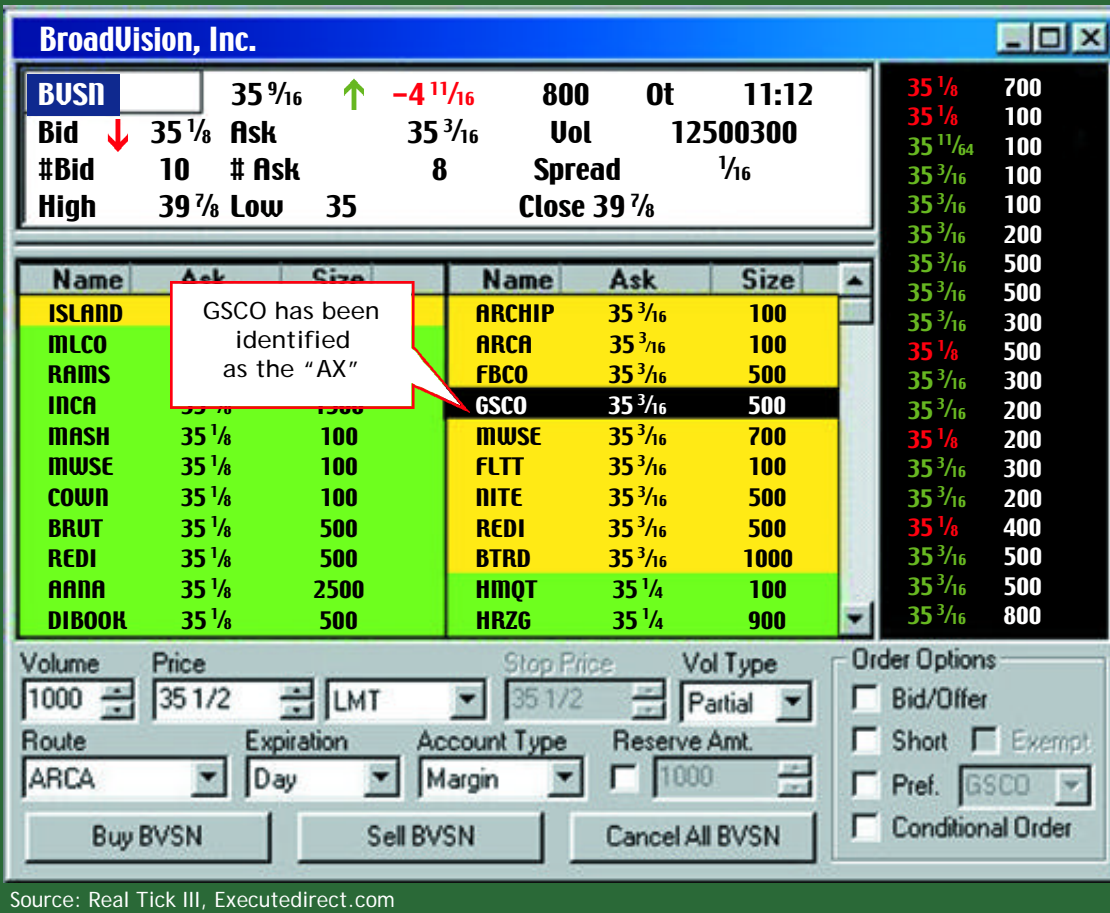 BroadVision, Inc.
BVSN 35 9/16 ↑ –4 11/16 800 Ot 11:12
Bid ↓ 35 1/8 Ask 35 3/16 Vol 12500300
#Bid 10 # Ask 8 Spread 1/16
High 39 7/8 Low 35 Close 39 7/8
Name Ask Size Name Ask Size
ISLAND ARCHIP 35 3/16 100
MLCO ARCA 35 3/16 100
RAMS FBCO 35 3/16 500
INCA GSCO 35 3/16 500
MASH 35 1/8 100 MWSE 35 3/16 700
MWSE 35 1/8 100 FLTT 35 3/16 100
COWN 35 1/8 100 NITE 35 3/16 500
BRUT 35 1/8 500 REDI 35 3/16 500
REDI 35 1/8 500 BTRD 35 3/16 1000
AANA 35 1/8 2500 HMQT 35 1/4 100
DIBOOK 35 1/8 500 HRZG 35 1/4 900
GSCO has been
identified
as the “AX”
35 1/8 700
35 1/8 100
35 11/64 100
35 3/16 100
35 3/16 100
35 3/16 200
35 3/16 500
35 3/16 500
35 3/16 300
35 1/8 500
35 3/16 300
35 3/16 200
35 1/8 200
35 3/16 300
35 3/16 200
35 1/8 400
35 3/16 500
35 3/16 500
35 3/16 800
Volume Price Stop Price Vol Type
1000 35 1/2 LMT 35 1/2 Partial
Route Expiration Account Type Reserve Amt.
ARCA Day Margin 1000
Buy BVSN Sell BVSN Cancel All BVSN
Order Options
Bid/Offer
Short Exempt
Pref. GSCO
Conditional Order
Source: Real Tick III, Executedirect.com